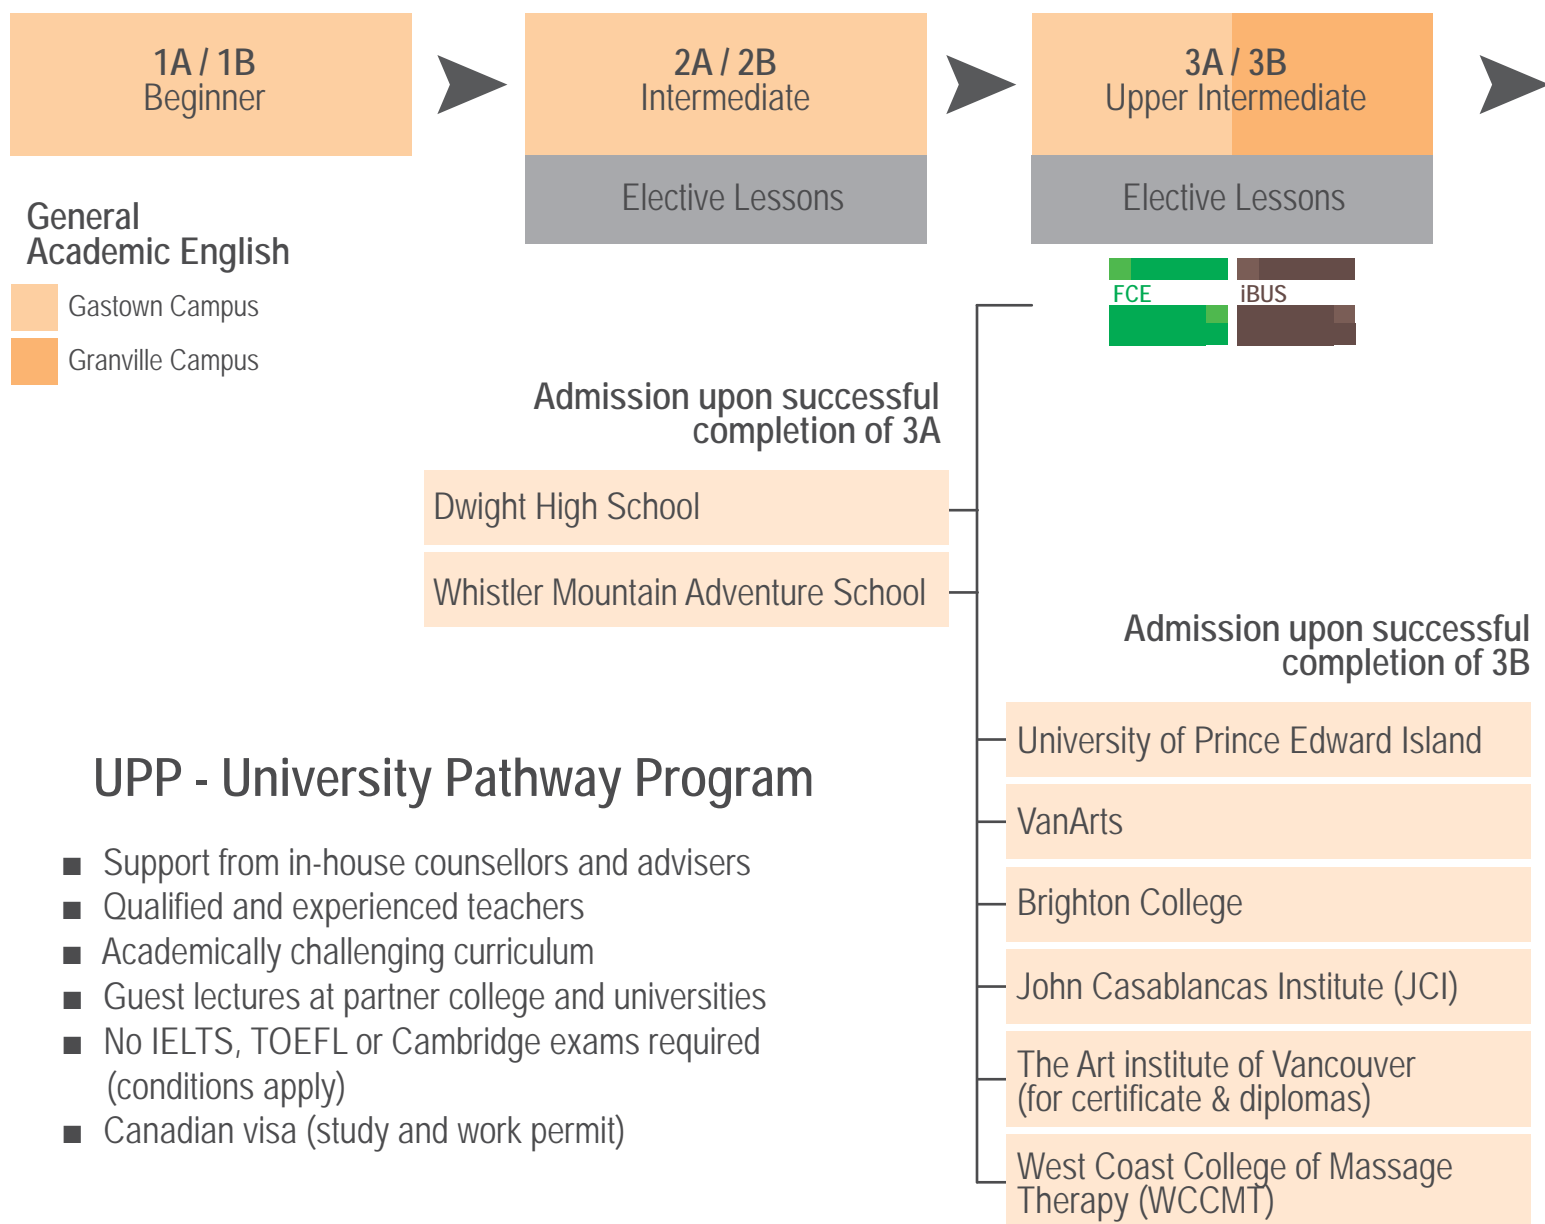 1A / 1B
Beginner
2A / 2B
Intermediate
3A / 3B
Upper Intermediate
Elective Lessons
Elective Lessons
General
Academic English
Gastown Campus
Granville Campus
FCE
iBUS
Admission upon successful
completion of 3A
Dwight High School
Whistler Mountain Adventure School
Admission upon successful
completion of 3B
University of Prince Edward Island
VanArts
Brighton College
John Casablancas Institute (JCI)
The Art institute of Vancouver
(for certificate & diplomas)
West Coast College of Massage
Therapy (WCCMT)
UPP - University Pathway Program
■ Support from in-house counsellors and advisers
■ Qualified and experienced teachers
■ Academically challenging curriculum
■ Guest lectures at partner college and universities
■ No IELTS, TOEFL or Cambridge exams required
(conditions apply)
■ Canadian visa (study and work permit)